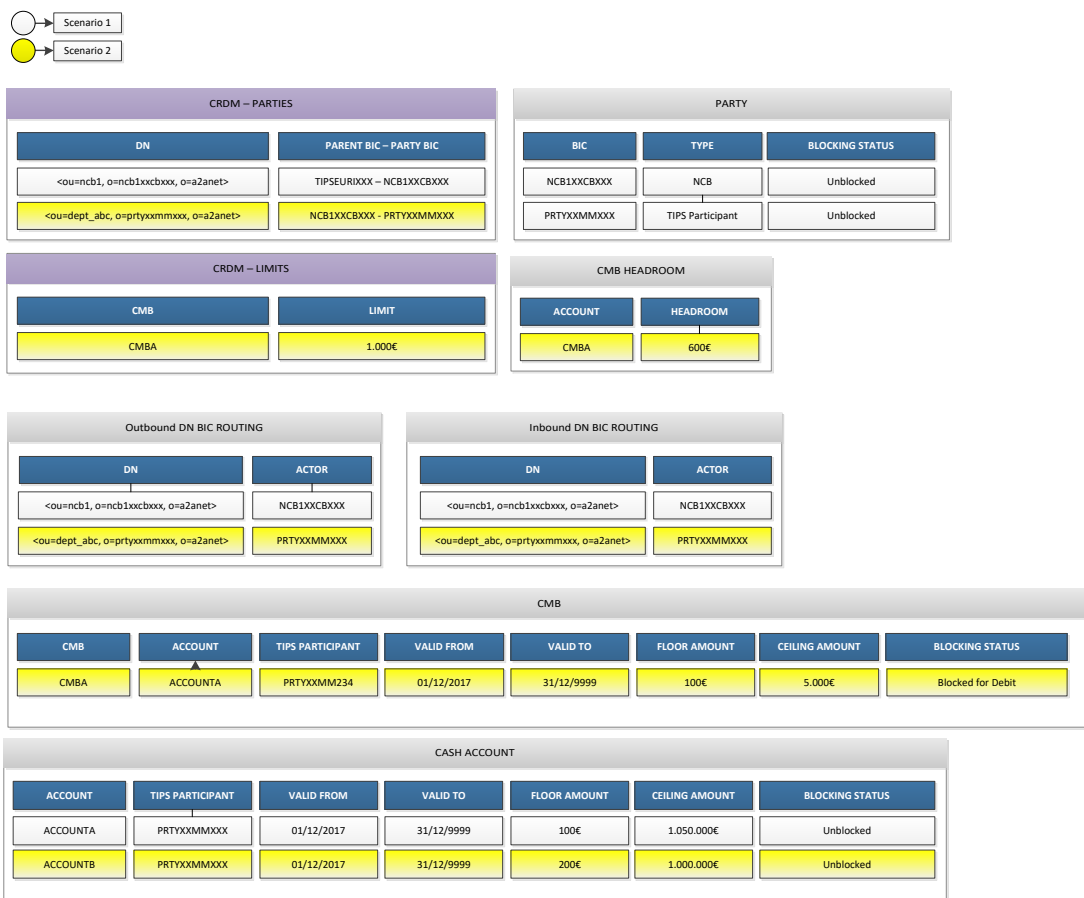 Scenario 1
Scenario 2
CRDM – PARTIES
DN PARENT BIC – PARTY BIC
<ou=ncb1, o=ncb1xxcbxxx, o=a2anet> TIPSEURIXXX – NCB1XXCBXXX
<ou=dept_abc, o=prtyxxmmxxx, o=a2anet> NCB1XXCBXXX - PRTYXXMMXXX
PARTY
BIC TYPE BLOCKING STATUS
NCB1XXCBXXX NCB Unblocked
PRTYXXMMXXX TIPS Participant Unblocked
CRDM – LIMITS
CMB LIMIT
CMBA 1.000€
CMB HEADROOM
ACCOUNT HEADROOM
CMBA 600€
Outbound DN BIC ROUTING
DN ACTOR
<ou=ncb1, o=ncb1xxcbxxx, o=a2anet> NCB1XXCBXXX
<ou=dept_abc, o=prtyxxmmxxx, o=a2anet> PRTYXXMMXXX
Inbound DN BIC ROUTING
DN ACTOR
<ou=ncb1, o=ncb1xxcbxxx, o=a2anet> NCB1XXCBXXX
<ou=dept_abc, o=prtyxxmmxxx, o=a2anet> PRTYXXMMXXX
CMB
CMB ACCOUNT TIPS PARTICIPANT VALID FROM VALID TO FLOOR AMOUNT CEILING AMOUNT BLOCKING STATUS
CMBA ACCOUNTA PRTYXXMM234 01/12/2017 31/12/9999 100€ 5.000€ Blocked for Debit
CASH ACCOUNT
ACCOUNT TIPS PARTICIPANT VALID FROM VALID TO FLOOR AMOUNT CEILING AMOUNT BLOCKING STATUS
ACCOUNTA PRTYXXMMXXX 01/12/2017 31/12/9999 100€ 1.050.000€ Unblocked
ACCOUNTB PRTYXXMMXXX 01/12/2017 31/12/9999 200€ 1.000.000€ Unblocked